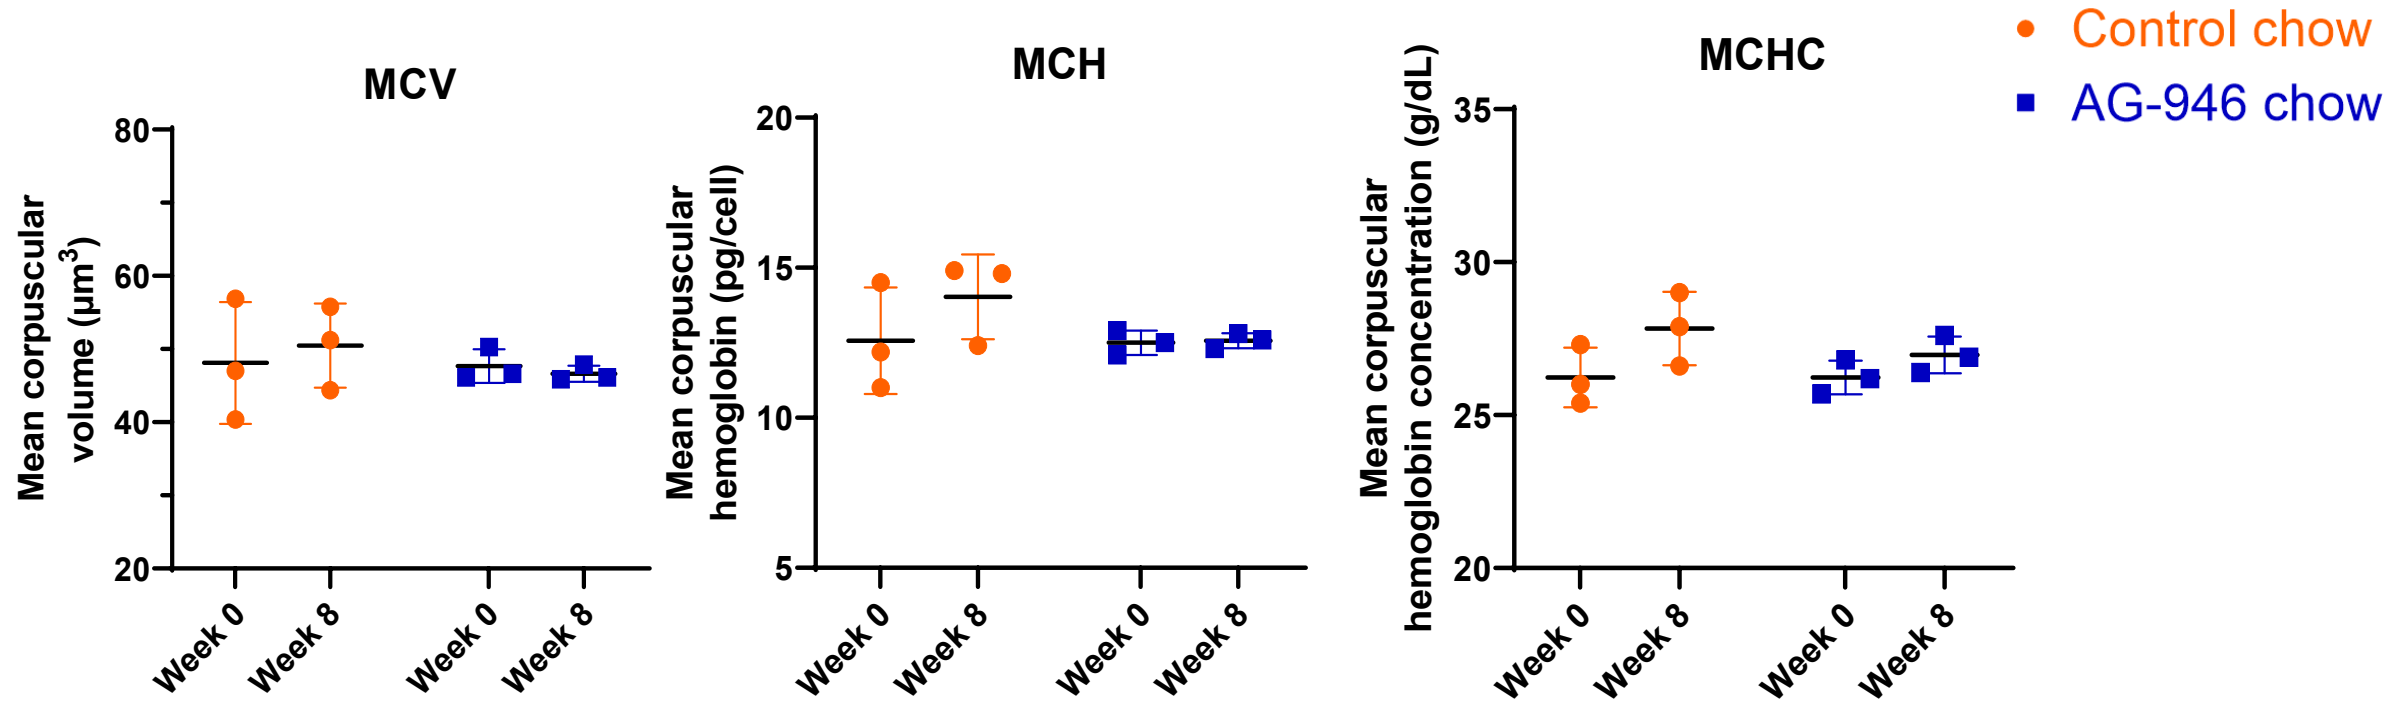 Control chow
AG-946 chow
MCV
Mean corpuscular
volume (µm³)
80
60
40
20
Week 0
Week 8
Week 0
Week 8
MCH
Mean corpuscular
hemoglobin (pg/cell)
20
15
10
5
Week 0
Week 8
Week 0
Week 8
MCHC
Mean corpuscular
hemoglobin concentration (g/dL)
35
30
25
20
Week 0
Week 8
Week 0
Week 8